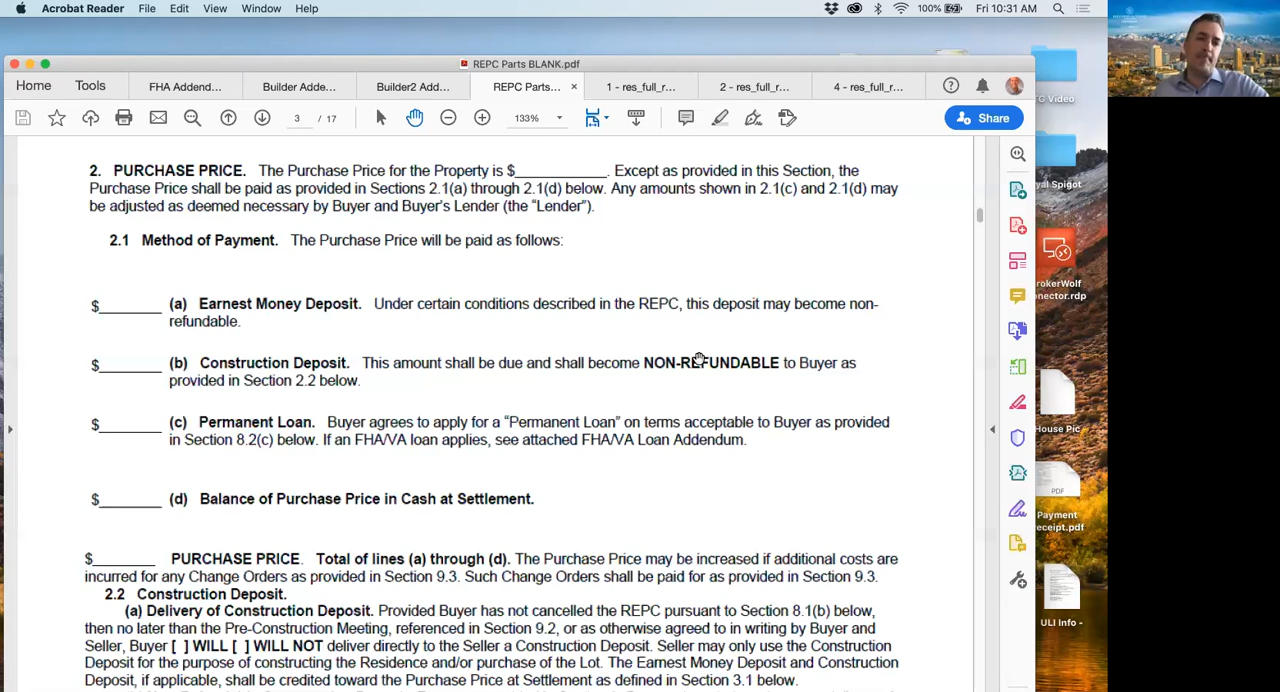 Acrobat Reader File Edit View Window Help 100% Fri 10:31 AM
REPC Parts BLANK.pdf
Home Tools FHA Addend... Builder Adde... Builder2 Add... REPC Parts... × 1 - res_full_r... 2 - res_full_r... 4 - res_full_r...
3 / 17 133% Share
2. PURCHASE PRICE. The Purchase Price for the Property is $__________. Except as provided in this Section, the
Purchase Price shall be paid as provided in Sections 2.1(a) through 2.1(d) below. Any amounts shown in 2.1(c) and 2.1(d) may
be adjusted as deemed necessary by Buyer and Buyer's Lender (the “Lender”).
2.1 Method of Payment. The Purchase Price will be paid as follows:
$_______ (a) Earnest Money Deposit. Under certain conditions described in the REPC, this deposit may become non-
refundable.
$_______ (b) Construction Deposit. This amount shall be due and shall become NON-REFUNDABLE to Buyer as
provided in Section 2.2 below.
$_______ (c) Permanent Loan. Buyer agrees to apply for a “Permanent Loan” on terms acceptable to Buyer as provided
in Section 8.2(c) below. If an FHA/VA loan applies, see attached FHA/VA Loan Addendum.
$_______ (d) Balance of Purchase Price in Cash at Settlement.
$_______ PURCHASE PRICE. Total of lines (a) through (d). The Purchase Price may be increased if additional costs are
incurred for any Change Orders as provided in Section 9.3. Such Change Orders shall be paid for as provided in Section 9.3.
2.2 Construction Deposit.
(a) Delivery of Construction Deposit. Provided Buyer has not cancelled the REPC pursuant to Section 8.1(b) below,
then no later than the Pre-Construction Meeting, referenced in Section 9.2, or as otherwise agreed to in writing by Buyer and
Seller, Buyer [ ] WILL [ ] WILL NOT deliver directly to the Seller a Construction Deposit. Seller may only use the Construction
Deposit for the purpose of constructing the Residence and/or purchase of the Lot. The Earnest Money Deposit and Construction
Deposit, if applicable, shall be credited toward the Purchase Price at Settlement as defined in Section 3.1 below.
Video
yal Spigot
rokerWolf
nector.rdp
House Pic
PDF
Payment
eceipt.pdf
ULI Info -